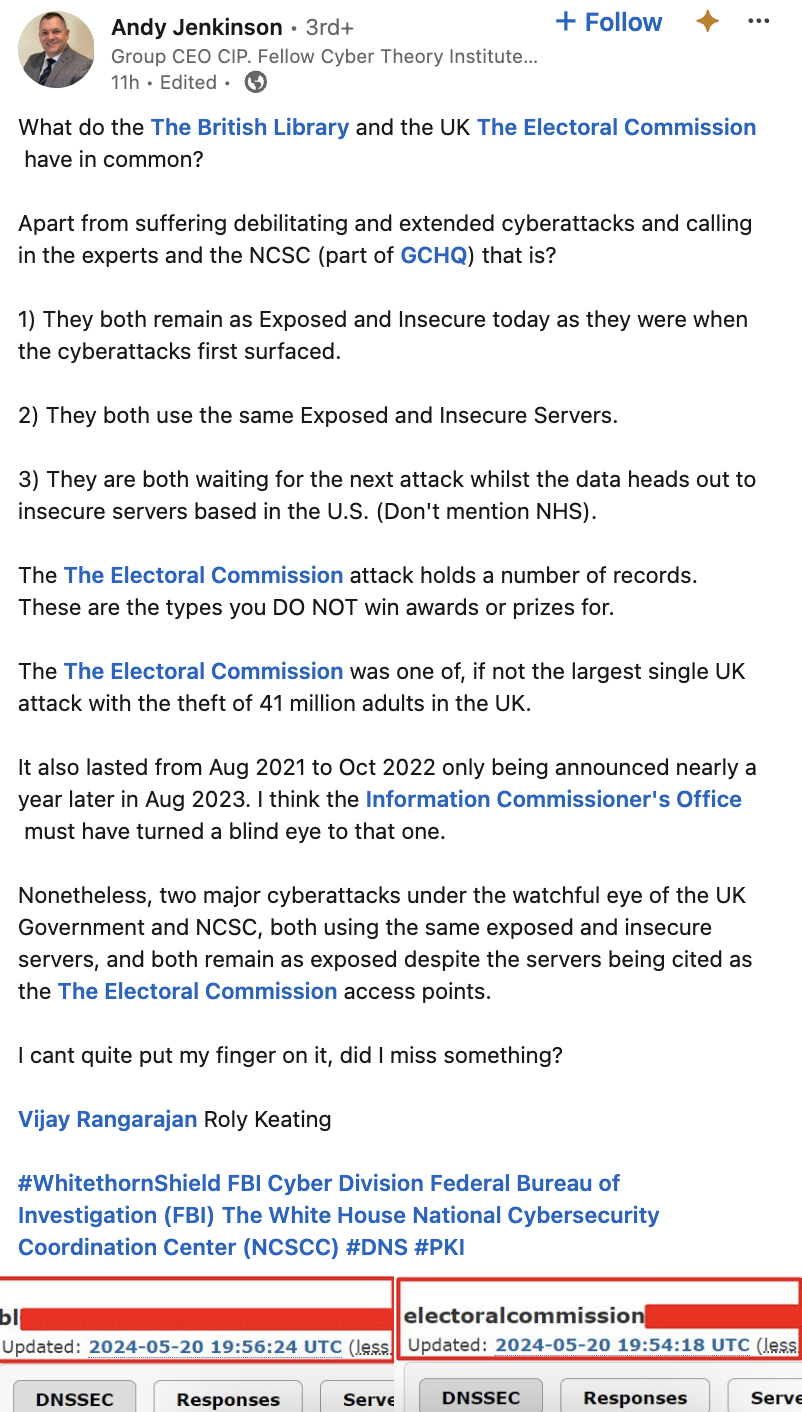 Andy Jenkinson • 3rd+
+ Follow
Group CEO CIP. Fellow Cyber Theory Institute...
11h • Edited •
What do the The British Library and the UK The Electoral Commission
have in common?
Apart from suffering debilitating and extended cyberattacks and calling
in the experts and the NCSC (part of GCHQ) that is?
1) They both remain as Exposed and Insecure today as they were when
the cyberattacks first surfaced.
2) They both use the same Exposed and Insecure Servers.
3) They are both waiting for the next attack whilst the data heads out to
insecure servers based in the U.S. (Don't mention NHS).
The The Electoral Commission attack holds a number of records.
These are the types you DO NOT win awards or prizes for.
The The Electoral Commission was one of, if not the largest single UK
attack with the theft of 41 million adults in the UK.
It also lasted from Aug 2021 to Oct 2022 only being announced nearly a
year later in Aug 2023. I think the Information Commissioner's Office
must have turned a blind eye to that one.
Nonetheless, two major cyberattacks under the watchful eye of the UK
Government and NCSC, both using the same exposed and insecure
servers, and both remain as exposed despite the servers being cited as
the The Electoral Commission access points.
I cant quite put my finger on it, did I miss something?
Vijay Rangarajan Roly Keating
#WhitethornShield FBI Cyber Division Federal Bureau of
Investigation (FBI) The White House National Cybersecurity
Coordination Center (NCSCC) #DNS #PKI
bl
Updated: 2024-05-20 19:56:24 UTC (less
DNSSEC Responses Serve
electoralcommission
Updated: 2024-05-20 19:54:18 UTC (less
DNSSEC Responses Serve